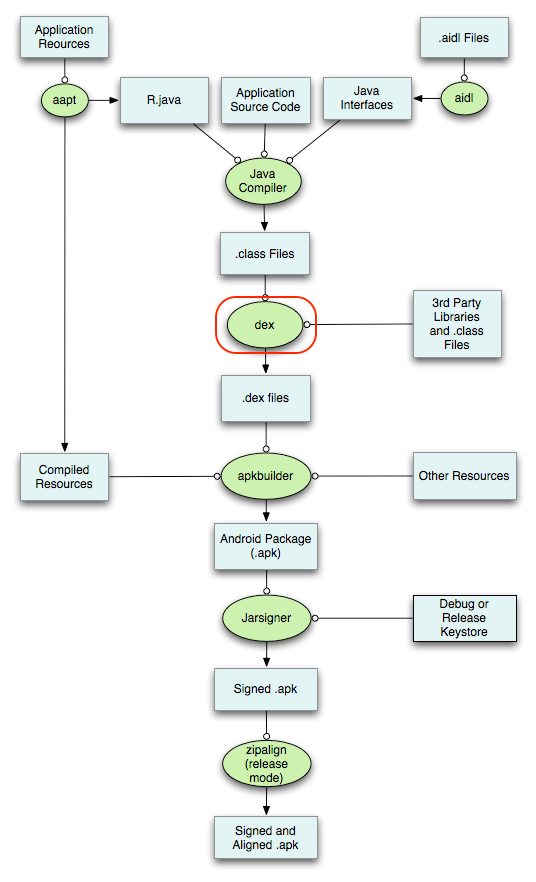 Application
Reources
.aidl Files
aapt
R.java
Application
Source Code
Java
Interfaces
aidl
Java
Compiler
.class Files
dex
3rd Party
Libraries
and .class
Files
.dex files
Compiled
Resources
apkbuilder
Other Resources
Android Package
(.apk)
Jarsigner
Debug or
Release
Keystore
Signed .apk
zipalign
(release
mode)
Signed and
Aligned .apk